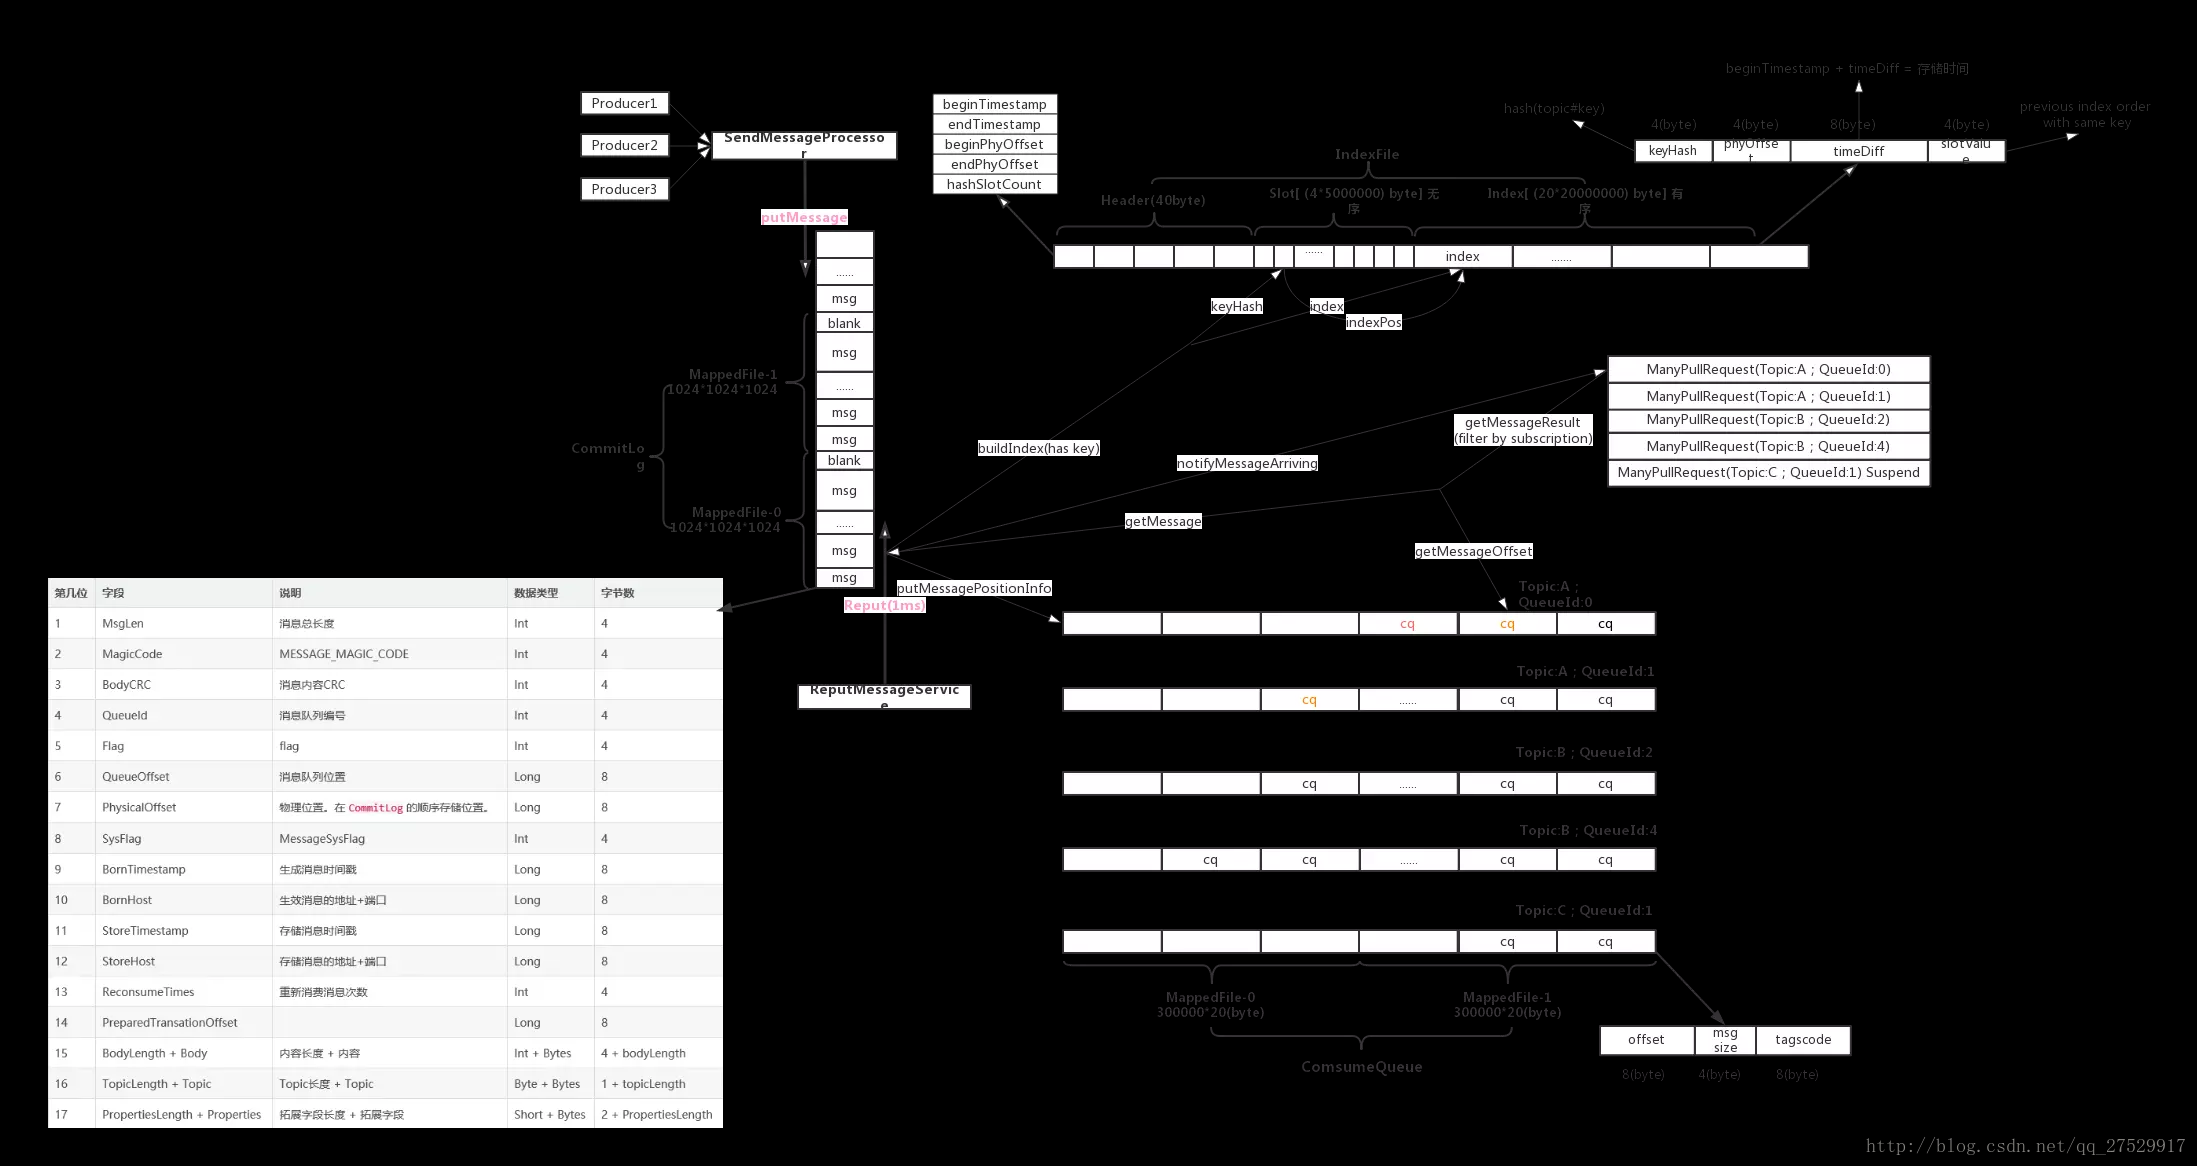 Producer1
Producer2
Producer3
SendMessageProcesso
r
putMessage
......
msg
blank
msg
......
msg
msg
blank
msg
......
msg
msg
MappedFile-1
1024*1024*1024
CommitLo
g
MappedFile-0
1024*1024*1024
Reput(1ms)
ReputMessageServic
e
beginTimestamp
endTimestamp
beginPhyOffset
endPhyOffset
hashSlotCount
IndexFile
Header(40byte)
Slot[ (4*5000000) byte] 无
序
Index[ (20*20000000) byte] 有
序
......
index
.......
beginTimestamp + timeDiff = 存储时间
hash(topic#key)
previous index order
with same key
4(byte)
4(byte)
8(byte)
4(byte)
keyHash
phyOffse
t
timeDiff
slotValu
e
keyHash
index
indexPos
buildIndex(has key)
notifyMessageArriving
getMessageResult
(filter by subscription)
getMessage
getMessageOffset
putMessagePositionInfo
ManyPullRequest(Topic:A ; QueueId:0)
ManyPullRequest(Topic:A ; QueueId:1)
ManyPullRequest(Topic:B ; QueueId:2)
ManyPullRequest(Topic:B ; QueueId:4)
ManyPullRequest(Topic:C ; QueueId:1) Suspend
Topic:A ;
QueueId:0
cq cq cq
Topic:A ; QueueId:1
cq ...... cq cq
Topic:B ; QueueId:2
cq ...... cq cq
Topic:B ; QueueId:4
cq cq ...... cq cq
Topic:C ; QueueId:1
cq cq
MappedFile-0
300000*20(byte)
MappedFile-1
300000*20(byte)
ComsumeQueue
offset
msg
size
tagscode
8(byte)
4(byte)
8(byte)
第几位 字段 说明 数据类型 字节数
1 MsgLen 消息总长度 Int 4
2 MagicCode MESSAGE_MAGIC_CODE Int 4
3 BodyCRC 消息内容CRC Int 4
4 QueueId 消息队列编号 Int 4
5 Flag flag Int 4
6 QueueOffset 消息队列位置 Long 8
7 PhysicalOffset 物理位置。在 CommitLog 的顺序存储位置。 Long 8
8 SysFlag MessageSysFlag Int 4
9 BornTimestamp 生成消息时间戳 Long 8
10 BornHost 生效消息的地址+端口 Long 8
11 StoreTimestamp 存储消息时间戳 Long 8
12 StoreHost 存储消息的地址+端口 Long 8
13 ReconsumeTimes 重新消费消息次数 Int 4
14 PreparedTransationOffset Long 8
15 BodyLength + Body 内容长度 + 内容 Int + Bytes 4 + bodyLength
16 TopicLength + Topic Topic长度 + Topic Byte + Bytes 1 + topicLength
17 PropertiesLength + Properties 拓展字段长度 + 拓展字段 Short + Bytes 2 + PropertiesLength
http://blog.csdn.net/qq_27529917